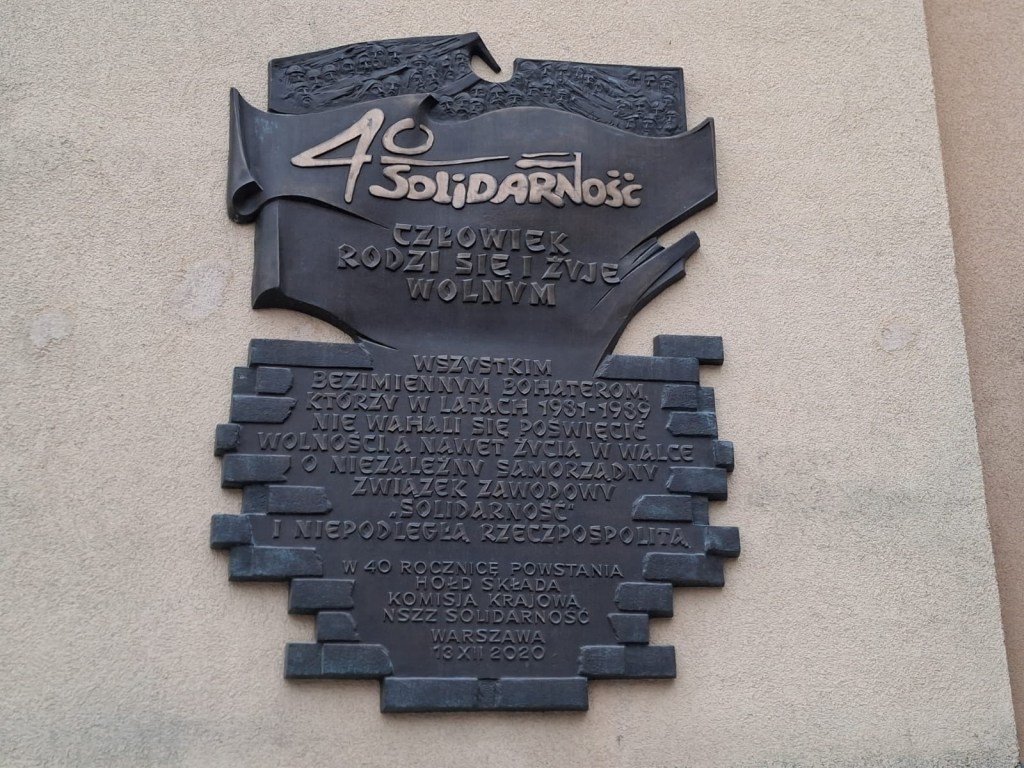 40
SOLIDARNOŚĆ
CZŁOWIEK
RODZI SIĘ I ŻYJE
WOLNYM
WSZYSTKIM
BEZIMIENNYM BOHATEROM
KTÓRZY W LATACH 1981-1989
NIE WAHALI SIĘ POŚWIĘCIĆ
WOLNOŚCI, A NAWET ŻYCIA W WALCE
O NIEZALEŻNY SAMORZĄDNY
ZWIĄZEK ZAWODOWY
„SOLIDARNOŚĆ”
I NIEPODLEGŁĄ RZECZPOSPOLITĄ
W 40 ROCZNICĘ POWSTANIA
HOŁD SKŁADA
KOMISJA KRAJOWA
NSZZ SOLIDARNOŚĆ
WARSZAWA
13 XII 2020